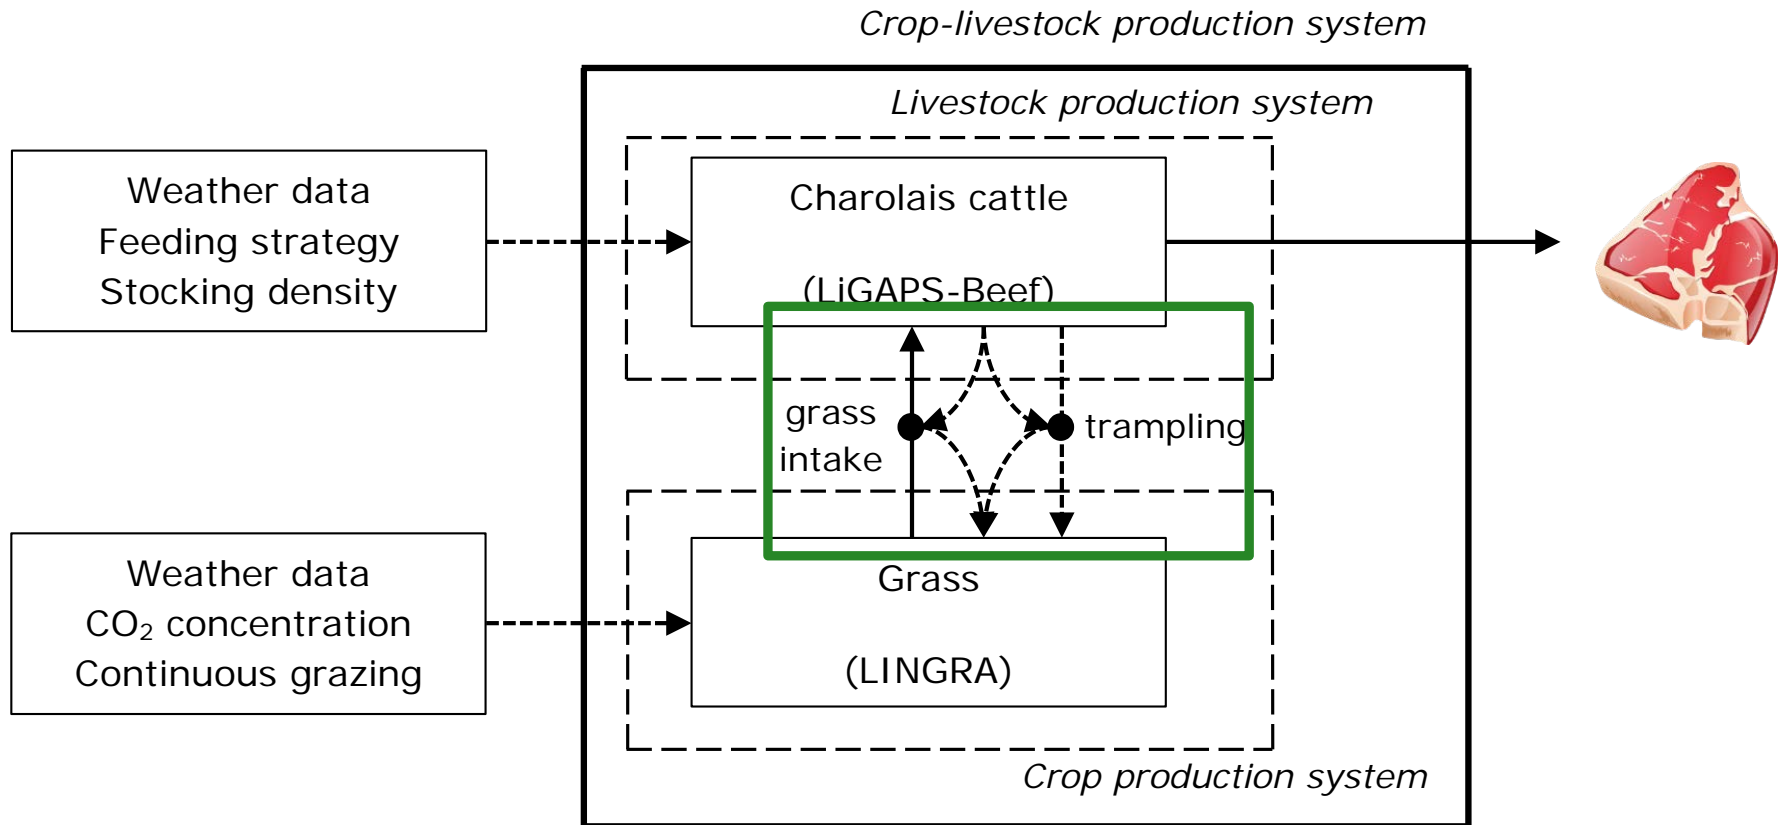 Crop-livestock production system
Livestock production system
Weather data
Feeding strategy
Stocking density
Charolais cattle
(LiGAPS-Beef)
grass
intake
trampling
Weather data
CO₂ concentration
Continuous grazing
Grass
(LINGRA)
Crop production system